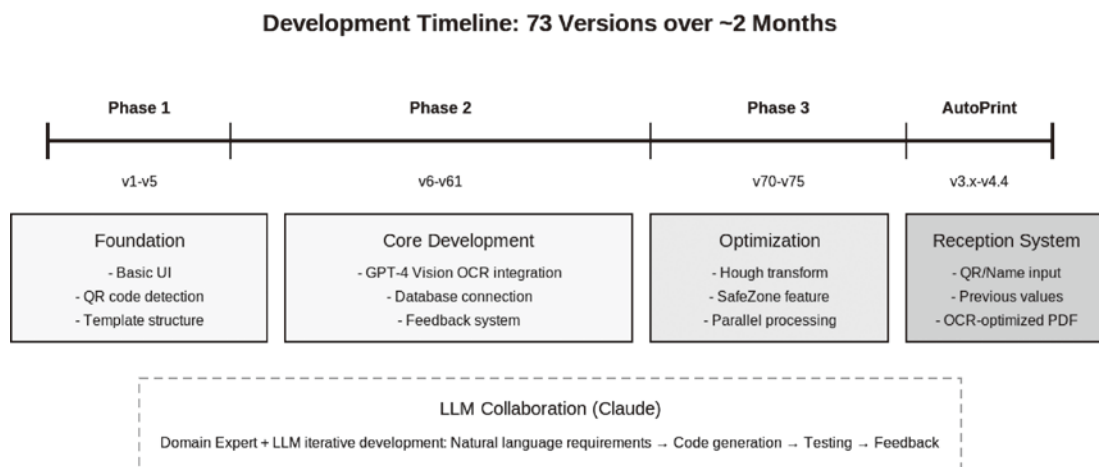 Development Timeline: 73 Versions over ~2 Months
Phase 1
Phase 2
Phase 3
AutoPrint
v1-v5
v6-v61
v70-v75
v3.x-v4.4
Foundation
- Basic UI
- QR code detection
- Template structure
Core Development
- GPT-4 Vision OCR integration
- Database connection
- Feedback system
Optimization
- Hough transform
- SafeZone feature
- Parallel processing
Reception System
- QR/Name input
- Previous values
- OCR-optimized PDF
LLM Collaboration (Claude)
Domain Expert + LLM iterative development: Natural language requirements → Code generation → Testing → Feedback